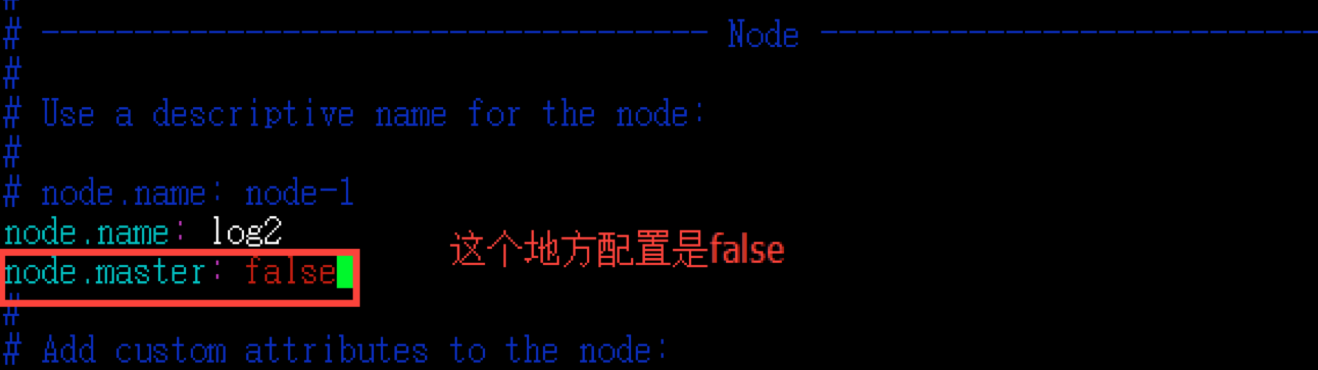 #
# ------------------------------------ Node ---------------------------
#
# Use a descriptive name for the node:
#
# node.name: node-1
node.name: log2
这个地方配置是false
node.master: false
#
# Add custom attributes to the node: